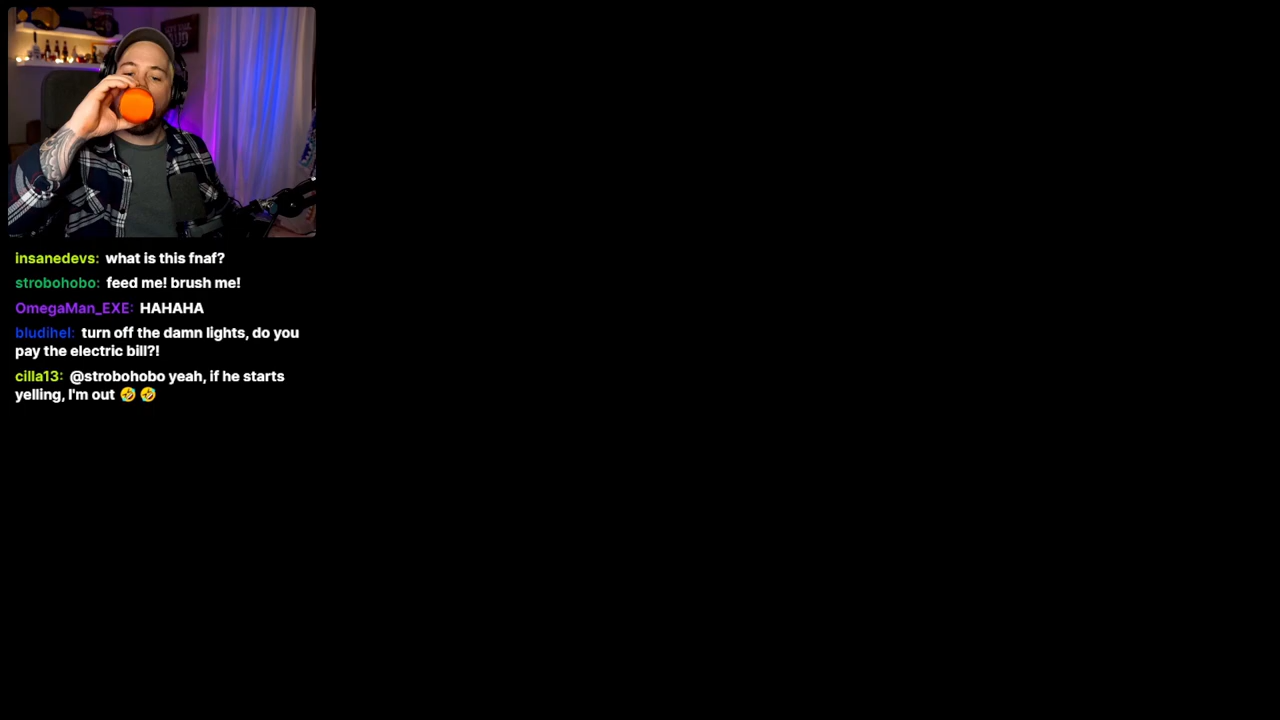 insanedevs: what is this fnaf?
strobohobo: feed me! brush me!
OmegaMan_EXE: HAHAHA
bludihel: turn off the damn lights, do you
pay the electric bill?!
cilla13: @strobohobo yeah, if he starts
yelling, I'm out 🤣 🤣